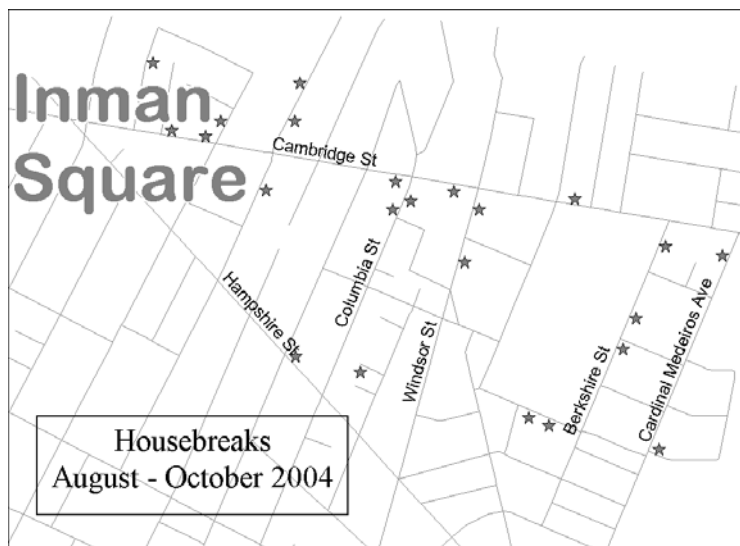 Inman
Square
Cambridge St
Hampshire St
Columbia St
Windsor St
Berkshire St
Cardinal Medeiros Ave
Housebreaks
August - October 2004